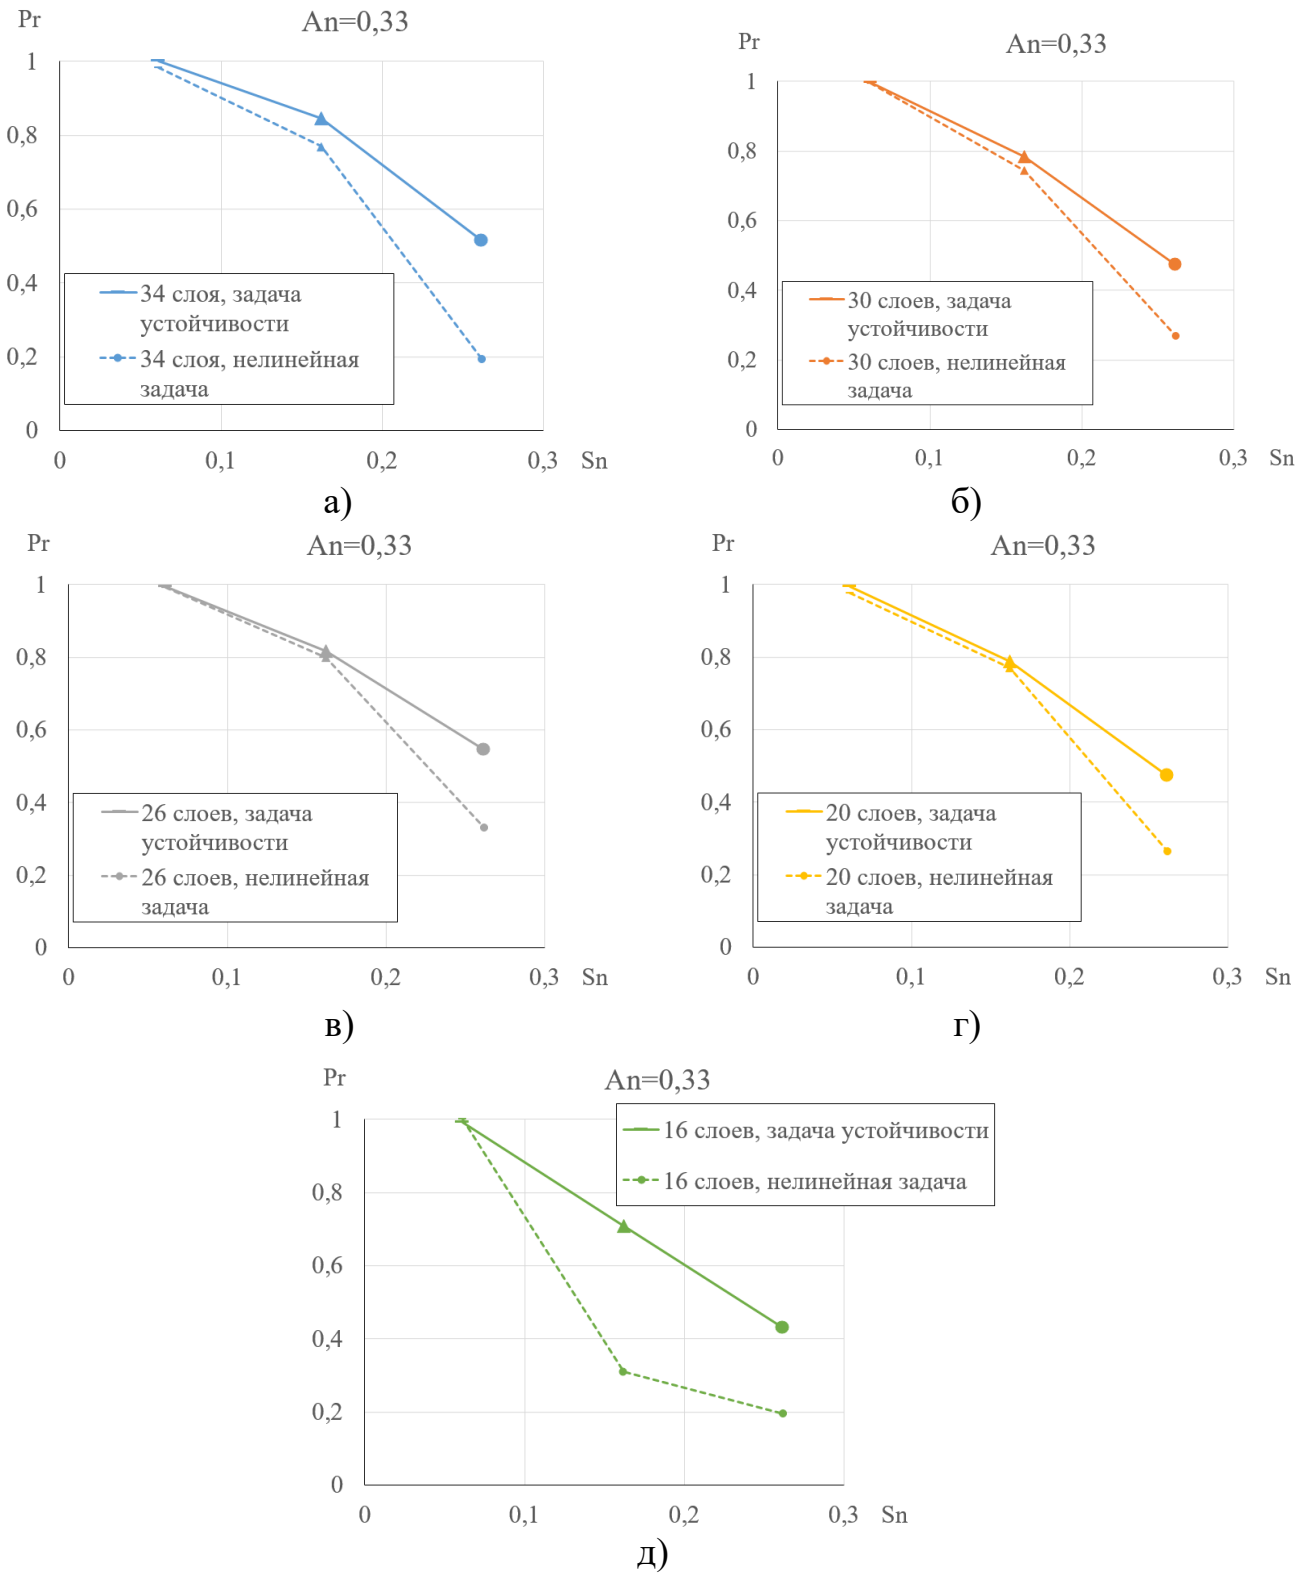 Pr
An=0,33
1
0,8
0,6
0,4
0,2
0
34 слоя, задача
устойчивости
34 слоя, нелинейная
задача
0 0,1 0,2 0,3 Sn
а)
Pr
An=0,33
1
0,8
0,6
0,4
0,2
0
30 слоев, задача
устойчивости
30 слоев, нелинейная
задача
0 0,1 0,2 0,3 Sn
б)
Pr
An=0,33
1
0,8
0,6
0,4
0,2
0
26 слоев, задача
устойчивости
26 слоев, нелинейная
задача
0 0,1 0,2 0,3 Sn
в)
Pr
An=0,33
1
0,8
0,6
0,4
0,2
0
20 слоев, задача
устойчивости
20 слоев, нелинейная
задача
0 0,1 0,2 0,3 Sn
г)
Pr
An=0,33
1
0,8
0,6
0,4
0,2
0
16 слоев, задача устойчивости
16 слоев, нелинейная задача
0 0,1 0,2 0,3 Sn
д)